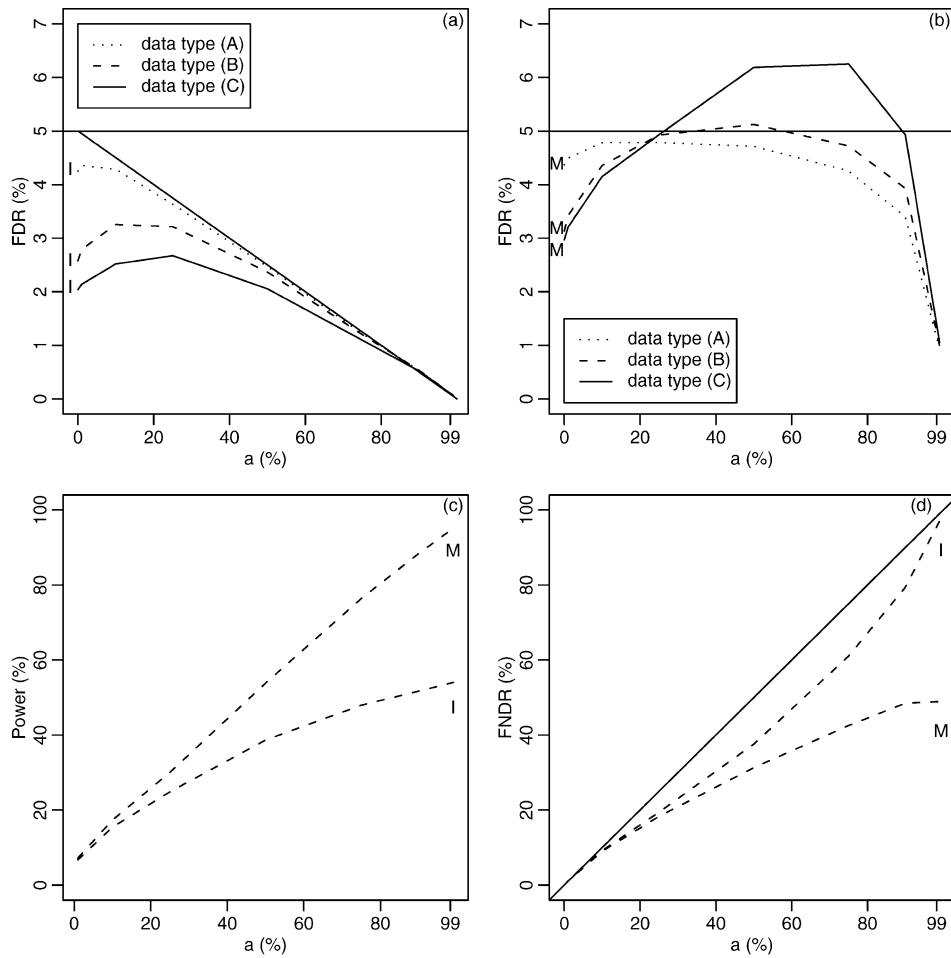 (a)
data type (A)
data type (B)
data type (C)
7
6
5
4
3
2
1
0
FDR (%)
I
I
I
0 20 40 60 80 99
a (%)
(b)
7
6
5
4
3
2
1
0
FDR (%)
M
M
M
data type (A)
data type (B)
data type (C)
0 20 40 60 80 99
a (%)
(c)
100
80
60
40
20
0
Power (%)
M
I
0 20 40 60 80 99
a (%)
(d)
100
80
60
40
20
0
FNDR (%)
I
M
0 20 40 60 80 99
a (%)